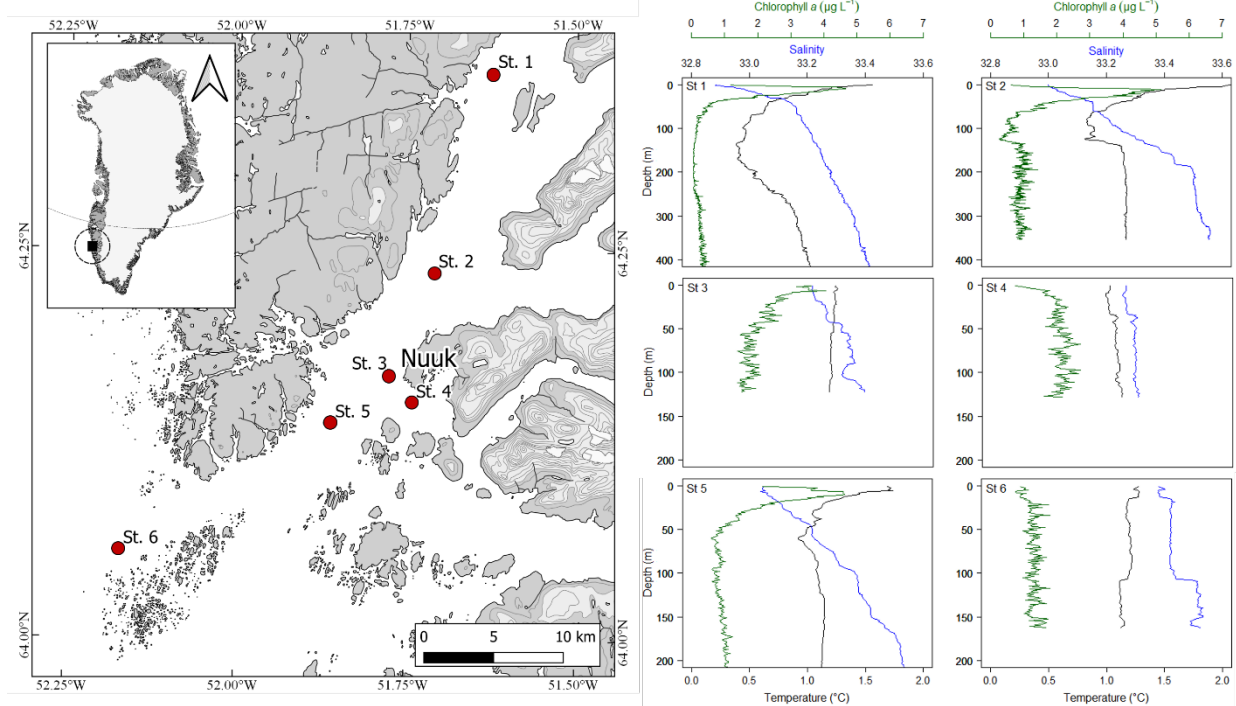 52.25°W 52.00°W 51.75°W 51.50°W
St. 1
St. 2
64.25°N 64.25°N
Nuuk
St. 3
St. 4
St. 5
St. 6
0 5 10 km
64.00°N 64.00°N
52.25°W 52.00°W 51.75°W 51.50°W
Chlorophyll a (µg L⁻¹) Chlorophyll a (µg L⁻¹)
0 1 2 3 4 5 6 7 0 1 2 3 4 5 6 7
Salinity Salinity
32.8 33.0 33.2 33.4 33.6 32.8 33.0 33.2 33.4 33.6
St 1
0
100
200
300
400
Depth (m)
St 2
0
100
200
300
400
Depth (m)
St 3
0
50
100
150
200
Depth (m)
St 4
0
50
100
150
200
Depth (m)
St 5
0
50
100
150
200
Depth (m)
St 6
0
50
100
150
200
Depth (m)
0.0 0.5 1.0 1.5 2.0 0.0 0.5 1.0 1.5 2.0
Temperature (°C) Temperature (°C)